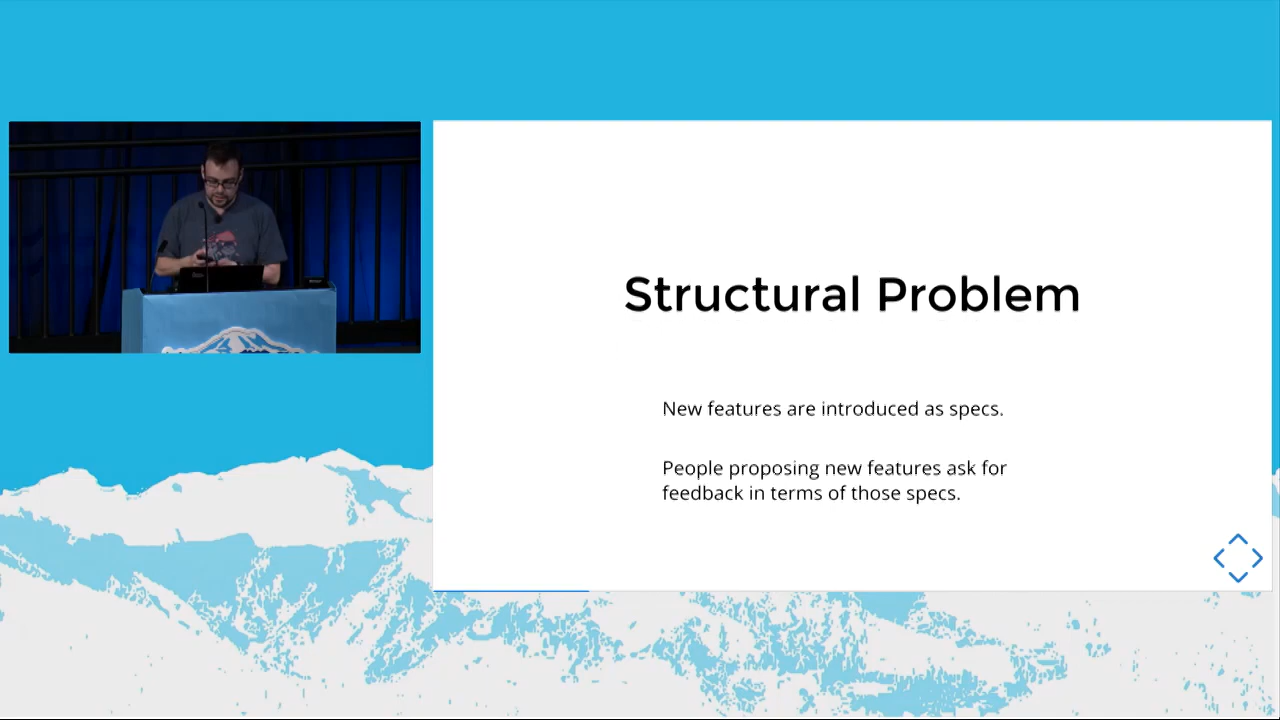 Structural Problem
New features are introduced as specs.
People proposing new features ask for
feedback in terms of those specs.